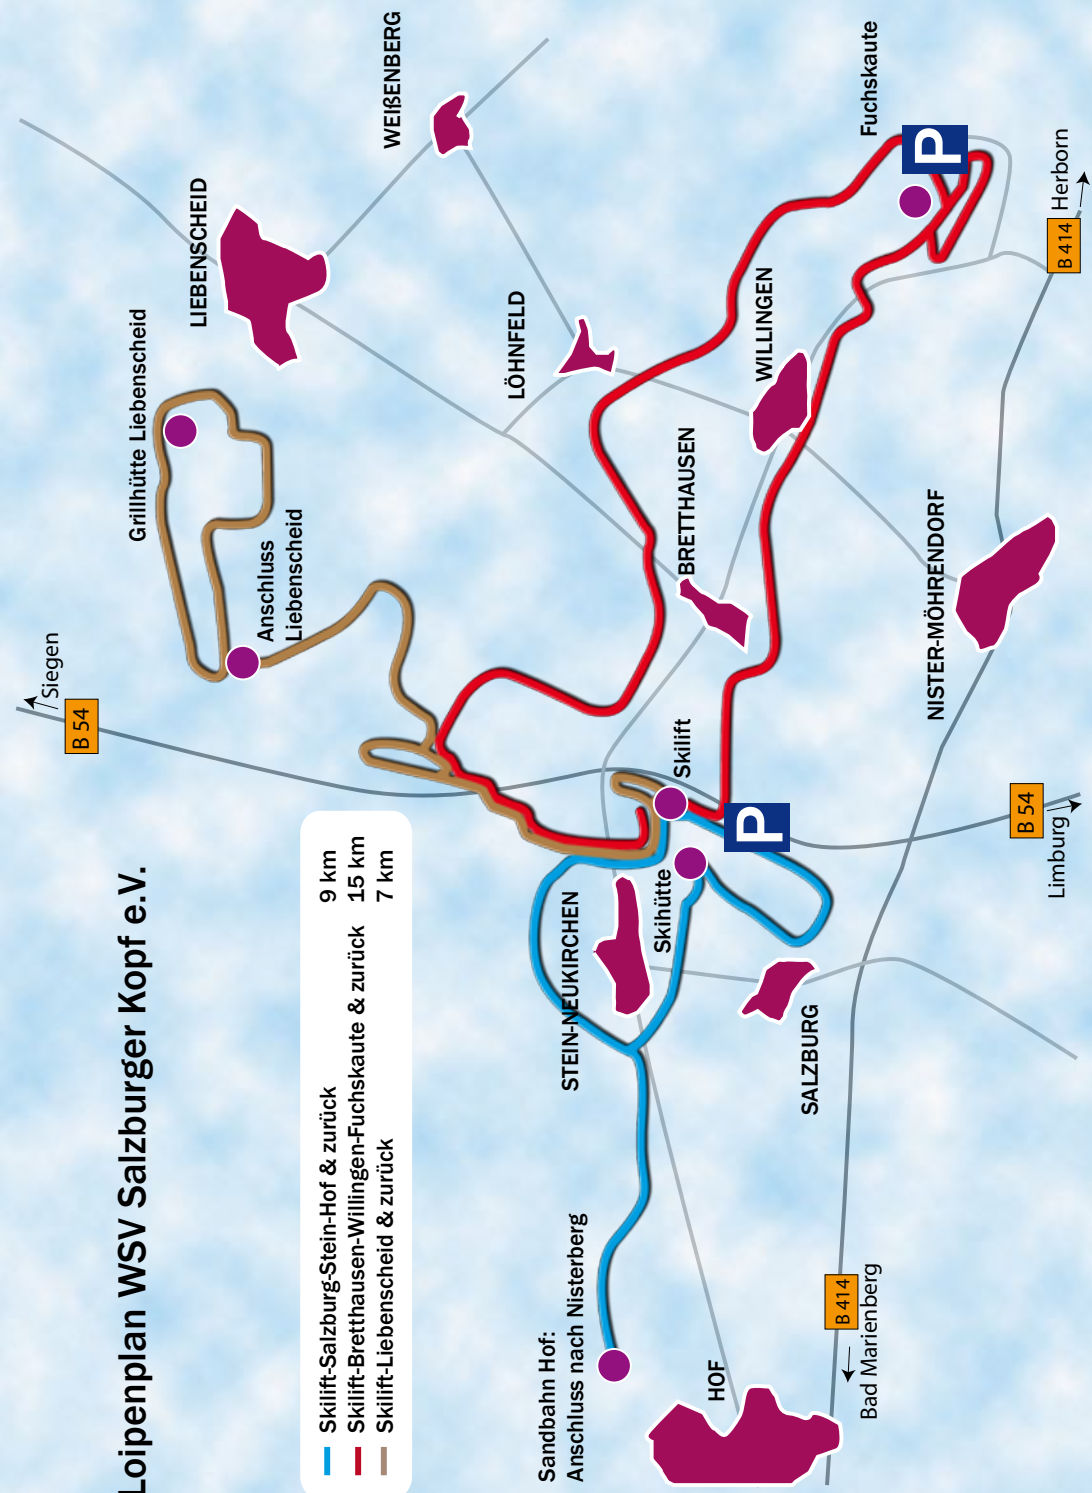 Loipenplan WSV Salzburger Kopf e.V.
Skilift-Salzburg-Stein-Hof & zurück 9 km
Skilift-Bretthausen-Willingen-Fuchskaute & zurück 15 km
Skilift-Liebenscheid & zurück 7 km
B 54
Siegen
Grillhütte Liebenscheid
Anschluss
Liebenscheid
LIEBENSCHEID
WEIßENBERG
LÖHNFELD
Sandbahn Hof:
Anschluss nach Nisterberg
STEIN-NEUKIRCHEN
Skihütte
Skilift
BRETTHAUSEN
WILLINGEN
Fuchskaute
P
P
HOF
SALZBURG
NISTER-MÖHRENDORF
B 414
Bad Marienberg
B 54
Limburg
B 414
Herborn